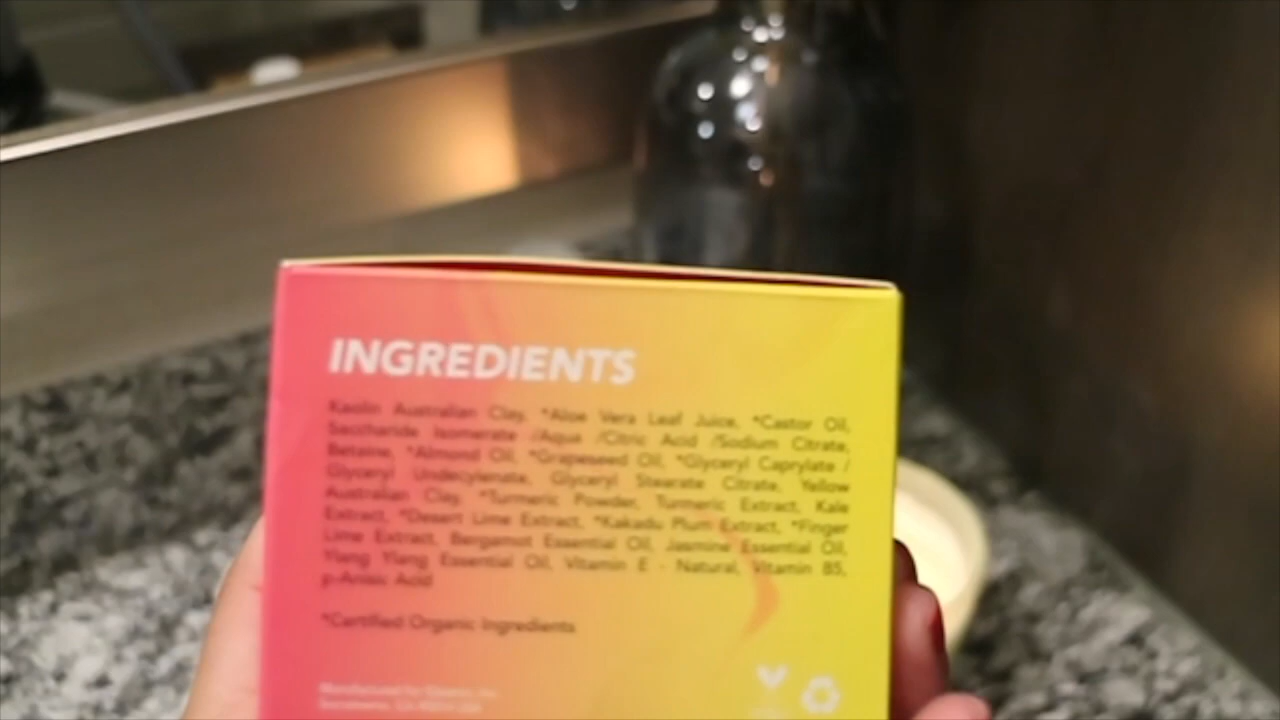 INGREDIENTS
Kaolin Australian Clay, *Aloe Vera Leaf Juice, *Castor Oil,
Saccharide Isomerate /Aqua /Citric Acid /Sodium Citrate,
Betaine, *Almond Oil, *Grapeseed Oil, *Glyceryl Caprylate /
Glyceryl Undecylenate, Glyceryl Stearate Citrate, Yellow
Australian Clay, *Turmeric Powder, Turmeric Extract, Kale
Extract, *Desert Lime Extract, *Kakadu Plum Extract, *Finger
Lime Extract, Bergamot Essential Oil, Jasmine Essential Oil,
Ylang Ylang Essential Oil, Vitamin E - Natural, Vitamin B5,
p-Anisic Acid
*Certified Organic Ingredients
Manufactured for